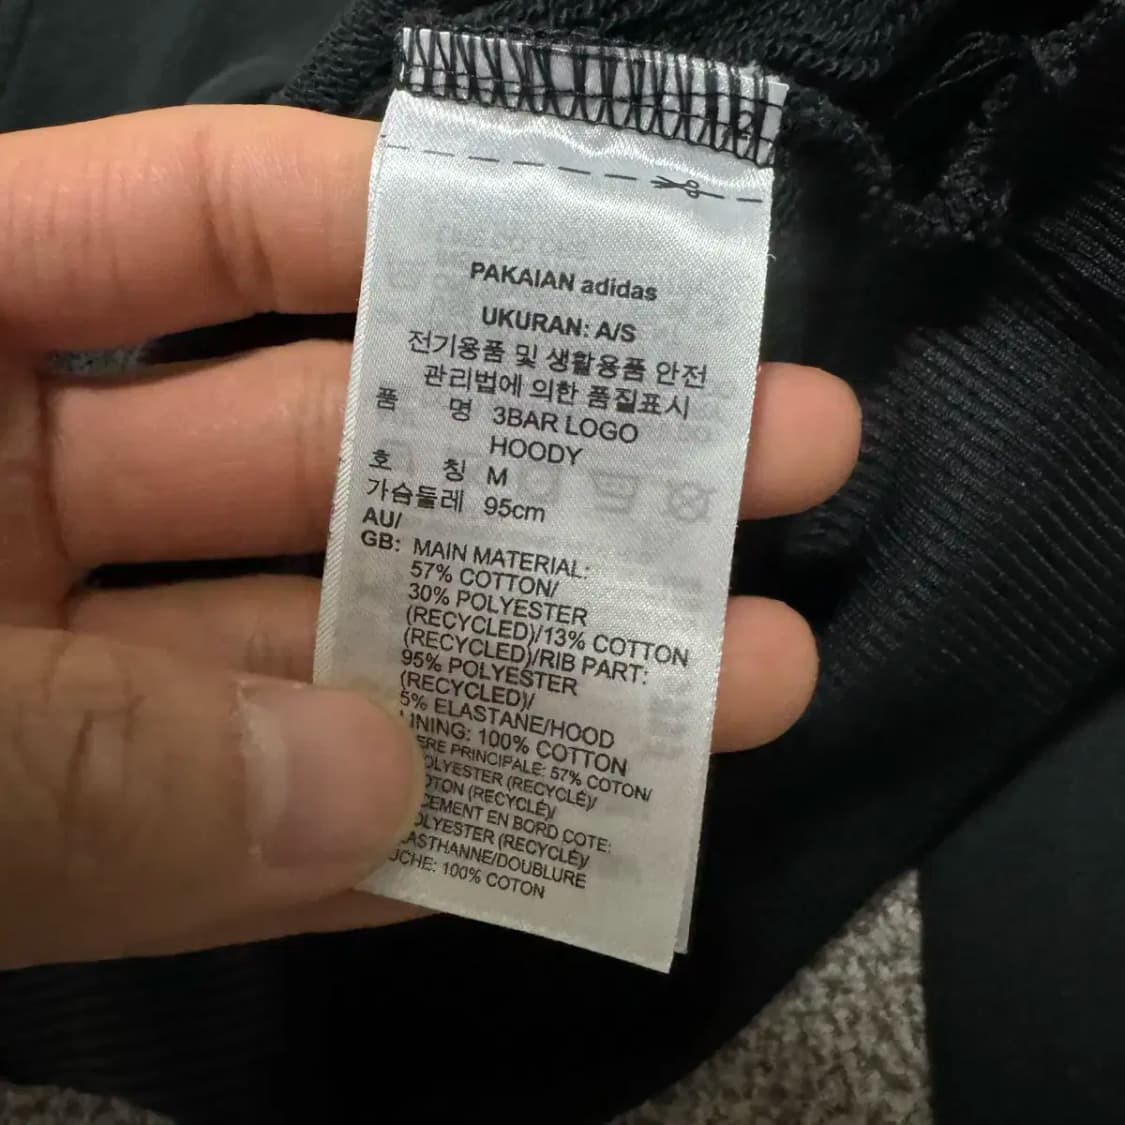 2
PAKAIAN adidas
UKURAN: A/S
전기용품 및 생활용품 안전
관리법에 의한 품질표시
품 명 3BAR LOGO
HOODY
호 칭 M
가슴둘레 95cm
AU/
GB: MAIN MATERIAL:
57% COTTON/
30% POLYESTER
(RECYCLED)/13% COTTON
(RECYCLED)/RIB PART:
95% POLYESTER
(RECYCLED)/
5% ELASTANE/HOOD
LINING: 100% COTTON
PRINCIPALE: 57% COTON/
(RECYCLÉ)/
(RECYCLÉ)/
EN BORD COTE:
(RECYCLÉ)/
DOUBLURE
100% COTON